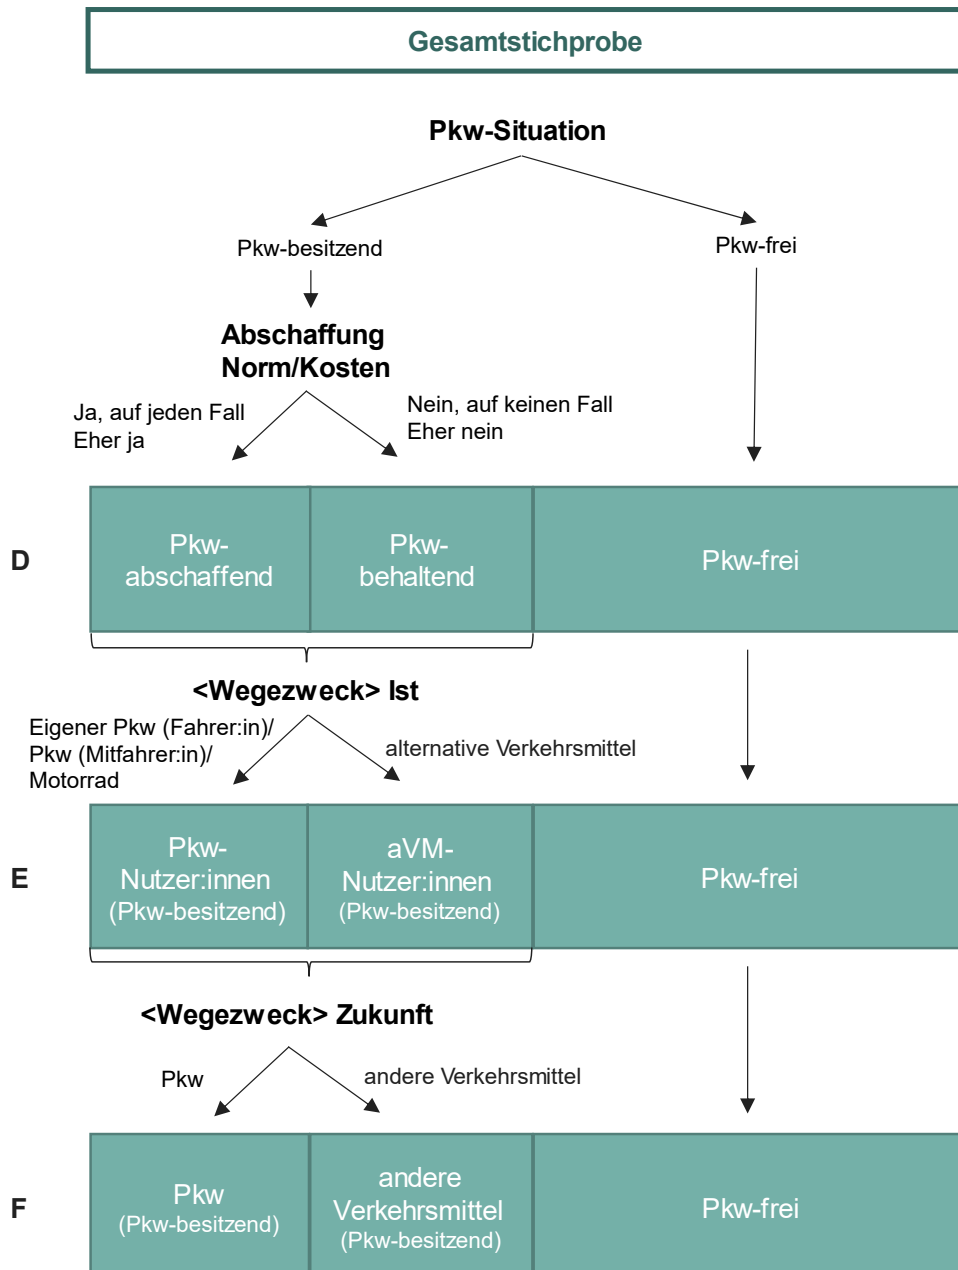 Gesamtstichprobe
Pkw-Situation
Pkw-besitzend
Pkw-frei
Abschaffung
Norm/Kosten
Ja, auf jeden Fall
Eher ja
Nein, auf keinen Fall
Eher nein
D
Pkw-
abschaffend
Pkw-
behaltend
Pkw-frei
<Wegezweck> Ist
Eigener Pkw (Fahrer:in)/
Pkw (Mitfahrer:in)/
Motorrad
alternative Verkehrsmittel
E
Pkw-
Nutzer:innen
(Pkw-besitzend)
aVM-
Nutzer:innen
(Pkw-besitzend)
Pkw-frei
<Wegezweck> Zukunft
Pkw
andere Verkehrsmittel
F
Pkw
(Pkw-besitzend)
andere
Verkehrsmittel
(Pkw-besitzend)
Pkw-frei